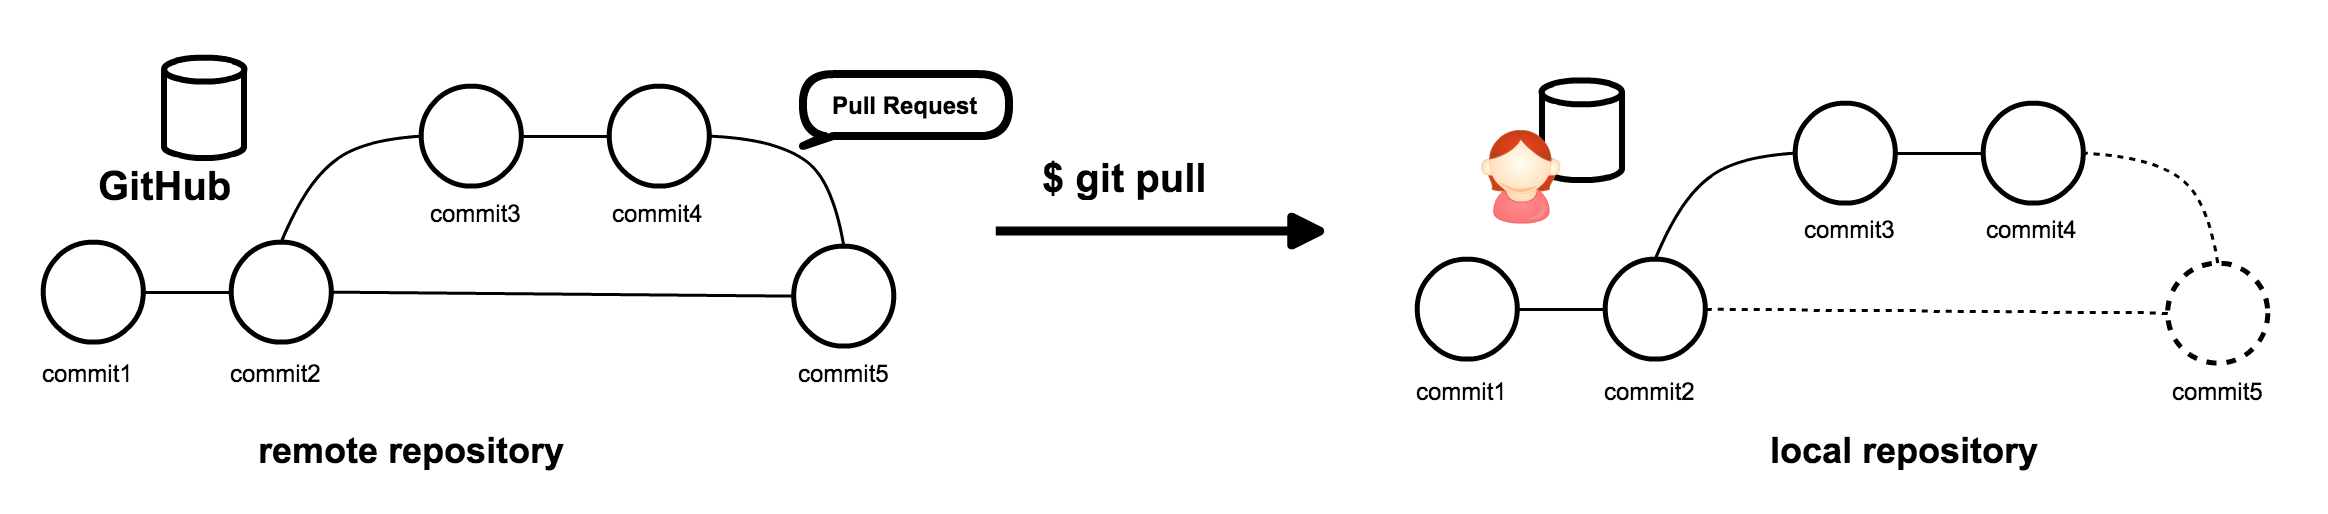 GitHub
Pull Request
commit3
commit4
commit1
commit2
commit5
remote repository
$ git pull
commit3
commit4
commit1
commit2
commit5
local repository